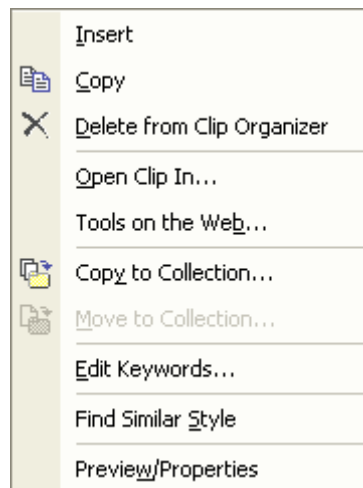 Insert
Copy
Delete from Clip Organizer
Open Clip In...
Tools on the Web...
Copy to Collection...
Move to Collection...
Edit Keywords...
Find Similar Style
Preview/Properties